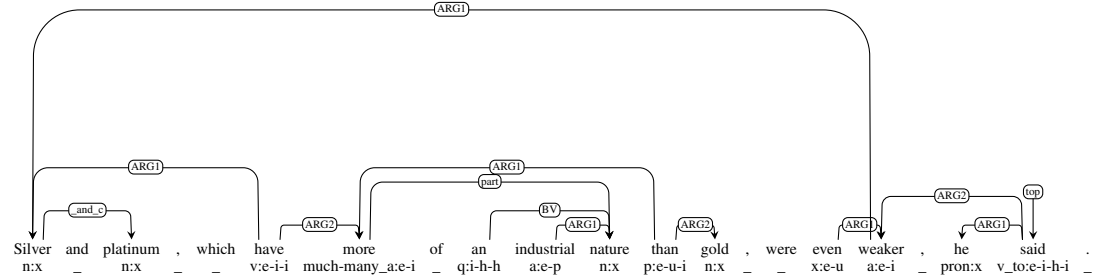 ARG1
ARG1 ARG1
part
ARG2 top
_and_c BV
ARG2 ARG1 ARG2 ARG1 ARG1
Silver and platinum , which have more of an industrial nature than gold , were even weaker , he said .
n:x _ n:x _ _ v:e-i-i much-many_a:e-i _ q:i-h-h a:e-p n:x p:e-u-i n:x _ _ x:e-u a:e-i _ pron:x v_to:e-i-h-i _